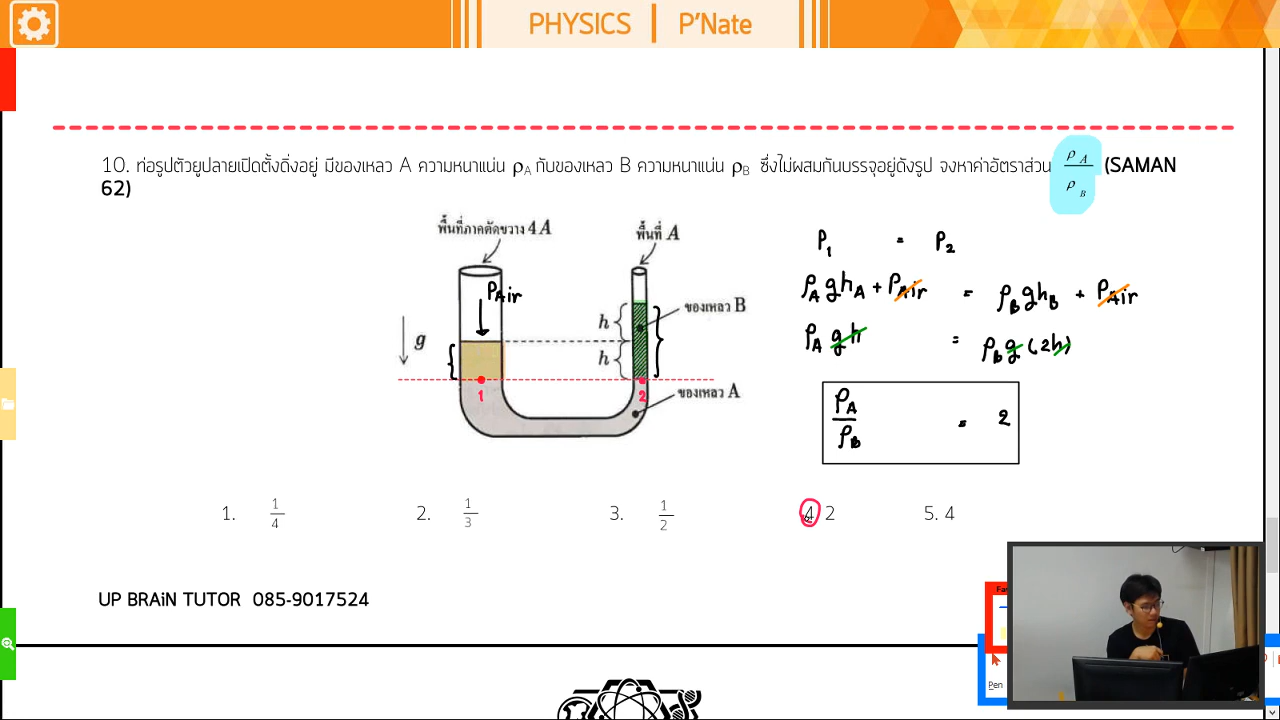 PHYSICS | P'Nate
10. ท่อรูปตัวยูปลายเปิดตั้งดิ่งอยู่ มีของเหลว A ความหนาแน่น ρA กับของเหลว B ความหนาแน่น ρB ซึ่งไม่ผสมกันบรรจุอยู่ดังรูป จงหาค่าอัตราส่วน ρA/ρB (SAMAN
62)
พื้นที่ภาคตัดขวาง 4A
พื้นที่ A
PAir
ของเหลว B
h
g
h
1
2
ของเหลว A
P1 = P2
ρA ghA + PAir = ρB ghB + PAir
ρA gh = ρB g(2h)
ρA/ρB = 2
1. 1/4
2. 1/3
3. 1/2
4 2
5. 4
UP BRAiN TUTOR 085-9017524
Pen